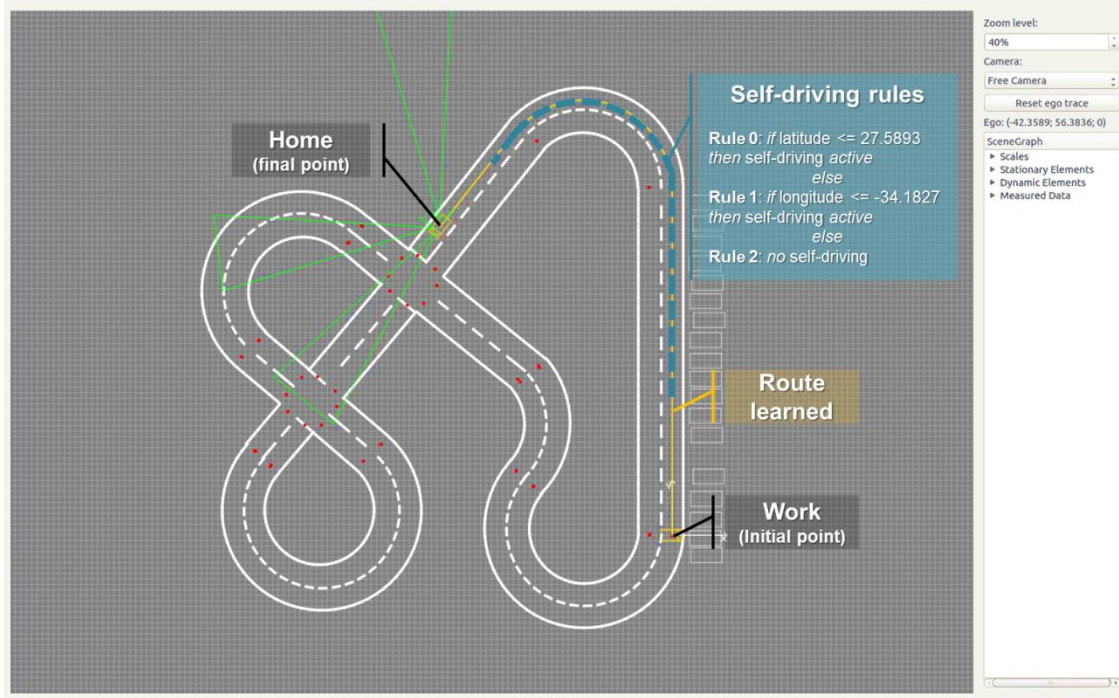 Home
(final point)
Self-driving rules
Rule 0: if latitude <= 27.5893
then self-driving active
else
Rule 1: if longitude <= -34.1827
then self-driving active
else
Rule 2: no self-driving
Route
learned
Work
(Initial point)
x
Zoom level:
40%
Camera:
Free Camera
Reset ego trace
Ego: (-42.3589; 56.3836; 0)
SceneGraph
Scales
Stationary Elements
Dynamic Elements
Measured Data